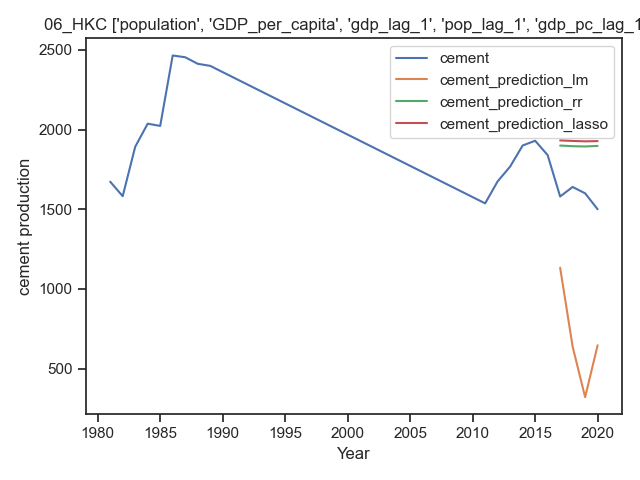 06_HKC ['population', 'GDP_per_capita', 'gdp_lag_1', 'pop_lag_1', 'gdp_pc_lag_1
cement
cement_prediction_lm
cement_prediction_rr
cement_prediction_lasso
2500
2000
1500
1000
500
cement production
1980 1985 1990 1995 2000 2005 2010 2015 2020
Year